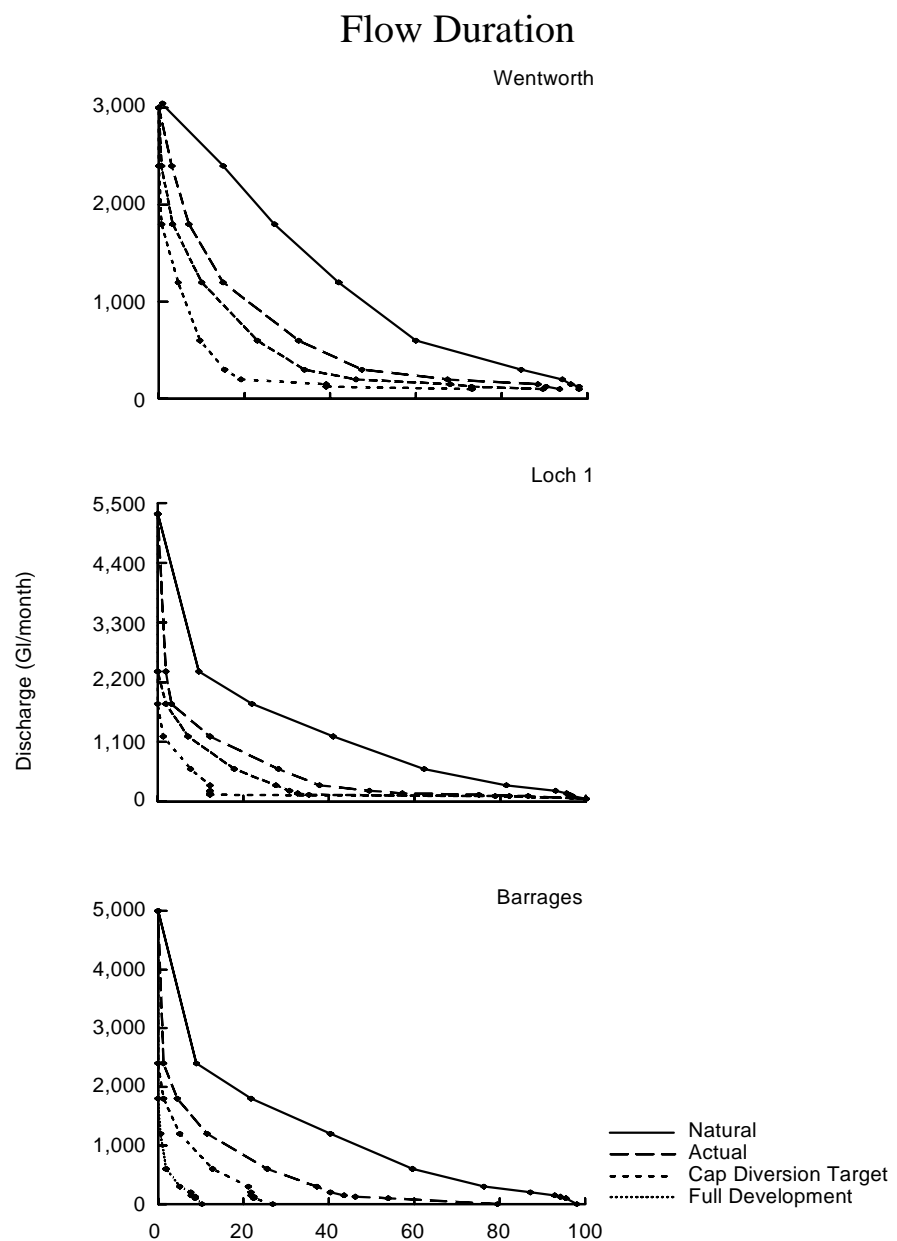 Flow Duration
Wentworth
3,000
2,000
1,000
0
Loch 1
5,500
4,400
3,300
2,200
1,100
0
Discharge (Gl/month)
Barrages
5,000
4,000
3,000
2,000
1,000
0
0 20 40 60 80 100
Natural
Actual
Cap Diversion Target
Full Development